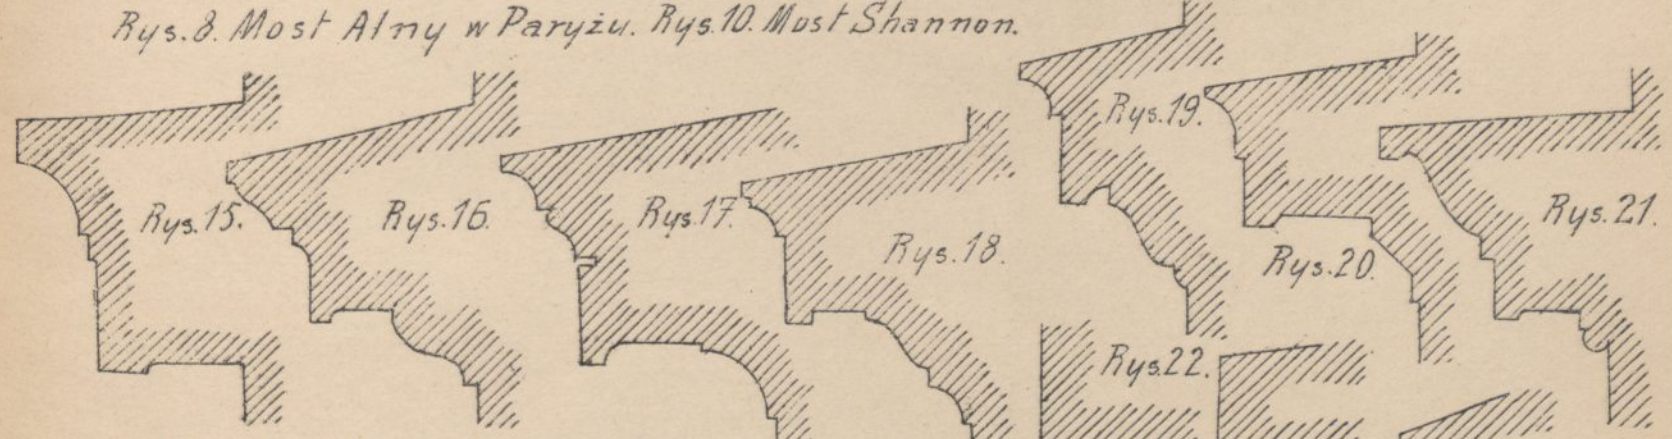 Rys. 8. Most Almy w Paryżu. Rys. 10. Most Shannon.
Rys. 15.
Rys. 16.
Rys. 17.
Rys. 18.
Rys. 19.
Rys. 20.
Rys. 21.
Rys. 22.